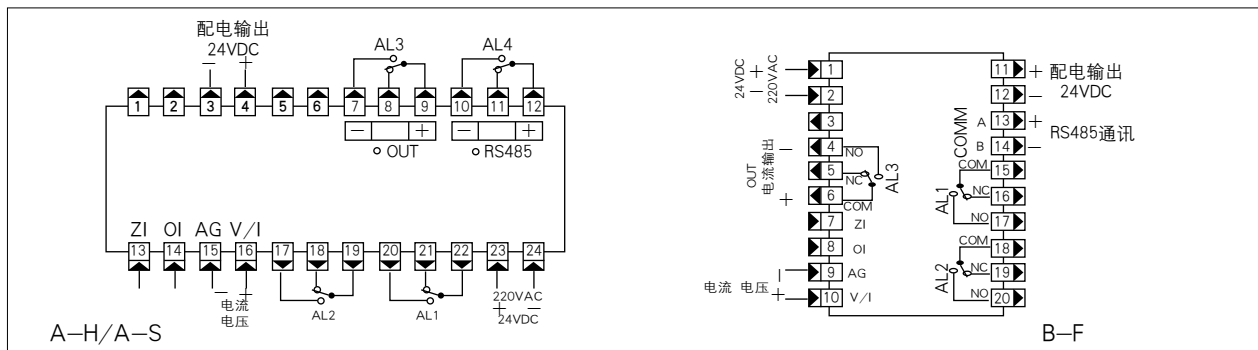 配电输出
24VDC
－ ＋
AL3
AL4
1 2 3 4 5 6 7 8 9 10 11 12
－ ＋ － ＋
OUT RS485
ZI OI AG V/I
13 14 15 16 17 18 19 20 21 22 23 24
－ ＋
电流
电压
AL2
AL1
220VAC
＋ －
24VDC
A-H/A-S
24VDC
＋ －
220VAC
1
2
3
－ 4 NO
OUT
电流输出
5 NC
AL3
＋ 6 COM
7 ZI
8 OI
9 AG
电流 电压
＋ 10 V/I
11 ＋ 配电输出
12 － 24VDC
COMM
A 13 ＋
RS485通讯
B 14 －
COM 15
AL1
NC 16
NO 17
COM 18
AL2
NC 19
NO 20
B-F